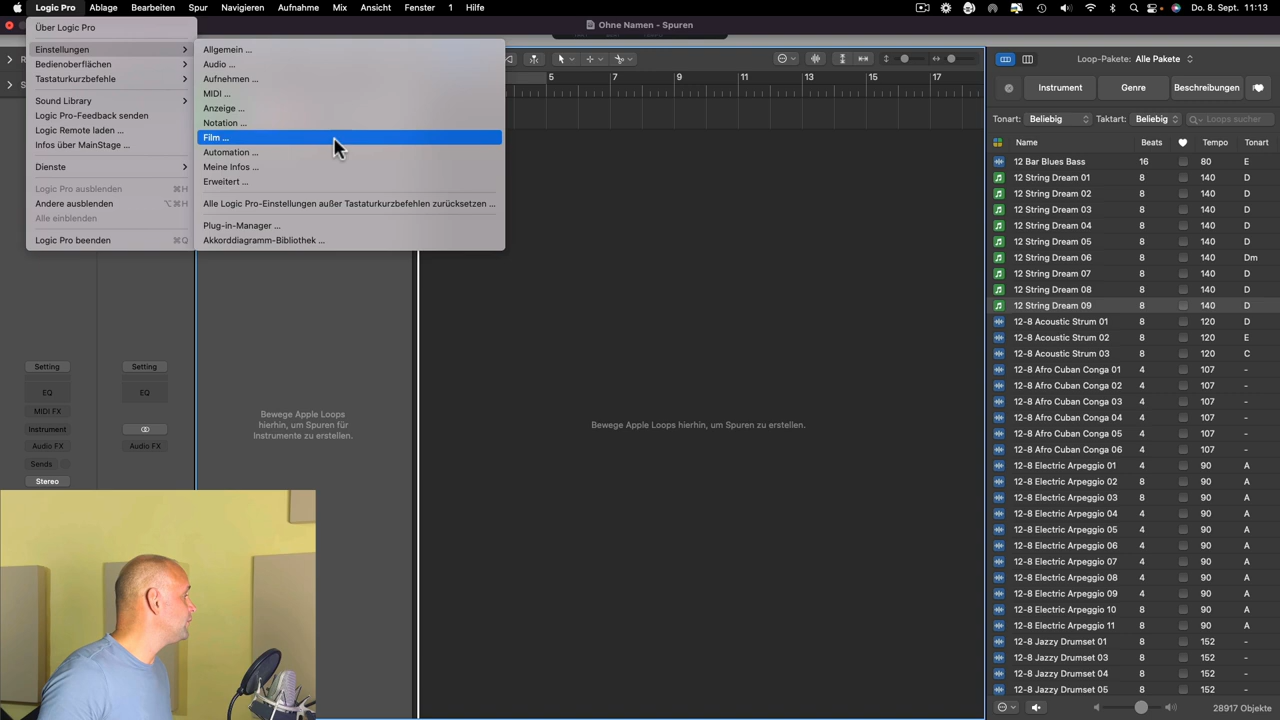 Logic Pro Ablage Bearbeiten Spur Navigieren Aufnahme Mix Ansicht Fenster 1 Hilfe Do. 8. Sept. 11:13
Ohne Namen - Spuren
Über Logic Pro
Einstellungen
Bedienoberflächen
Tastaturkurzbefehle
Sound Library
Logic Pro-Feedback senden
Logic Remote laden ...
Infos über MainStage ...
Dienste
Logic Pro ausblenden ⌘H
Andere ausblenden ⌥⌘H
Alle einblenden
Logic Pro beenden ⌘Q
Allgemein ...
Audio ...
Aufnehmen ...
MIDI ...
Anzeige ...
Notation ...
Film ...
Automation ...
Meine Infos ...
Erweitert ...
Alle Logic Pro-Einstellungen außer Tastaturkurzbefehlen zurücksetzen ...
Plug-in-Manager ...
Akkorddiagramm-Bibliothek ...
5 7 9 11 13 15 17
Setting Setting
EQ EQ
MIDI FX
Instrument
Audio FX Audio FX
Sends
Stereo
Bewege Apple Loops
hierhin, um Spuren für
Instrumente zu erstellen.
Bewege Apple Loops hierhin, um Spuren zu erstellen.
Loop-Pakete: Alle Pakete
Instrument Genre Beschreibungen
Tonart: Beliebig Taktart: Beliebig Loops suchen
Name Beats Tempo Tonart
12 Bar Blues Bass 16 80 E
12 String Dream 01 8 140 D
12 String Dream 02 8 140 D
12 String Dream 03 8 140 D
12 String Dream 04 8 140 D
12 String Dream 05 8 140 D
12 String Dream 06 8 140 Dm
12 String Dream 07 8 140 D
12 String Dream 08 8 140 D
12 String Dream 09 8 140 D
12-8 Acoustic Strum 01 8 120 D
12-8 Acoustic Strum 02 8 120 E
12-8 Acoustic Strum 03 8 120 C
12-8 Afro Cuban Conga 01 4 107 -
12-8 Afro Cuban Conga 02 4 107 -
12-8 Afro Cuban Conga 03 4 107 -
12-8 Afro Cuban Conga 04 4 107 -
12-8 Afro Cuban Conga 05 4 107 -
12-8 Afro Cuban Conga 06 4 107 -
12-8 Electric Arpeggio 01 4 90 A
12-8 Electric Arpeggio 02 4 90 A
12-8 Electric Arpeggio 03 4 90 A
12-8 Electric Arpeggio 04 4 90 A
12-8 Electric Arpeggio 05 4 90 A
12-8 Electric Arpeggio 06 4 90 A
12-8 Electric Arpeggio 07 4 90 A
12-8 Electric Arpeggio 08 4 90 A
12-8 Electric Arpeggio 09 4 90 A
12-8 Electric Arpeggio 10 8 90 A
12-8 Electric Arpeggio 11 8 90 A
12-8 Jazzy Drumset 01 8 152 -
12-8 Jazzy Drumset 03 8 152 -
12-8 Jazzy Drumset 04 8 152 -
12-8 Jazzy Drumset 05 8 152 -
28917 Objekte